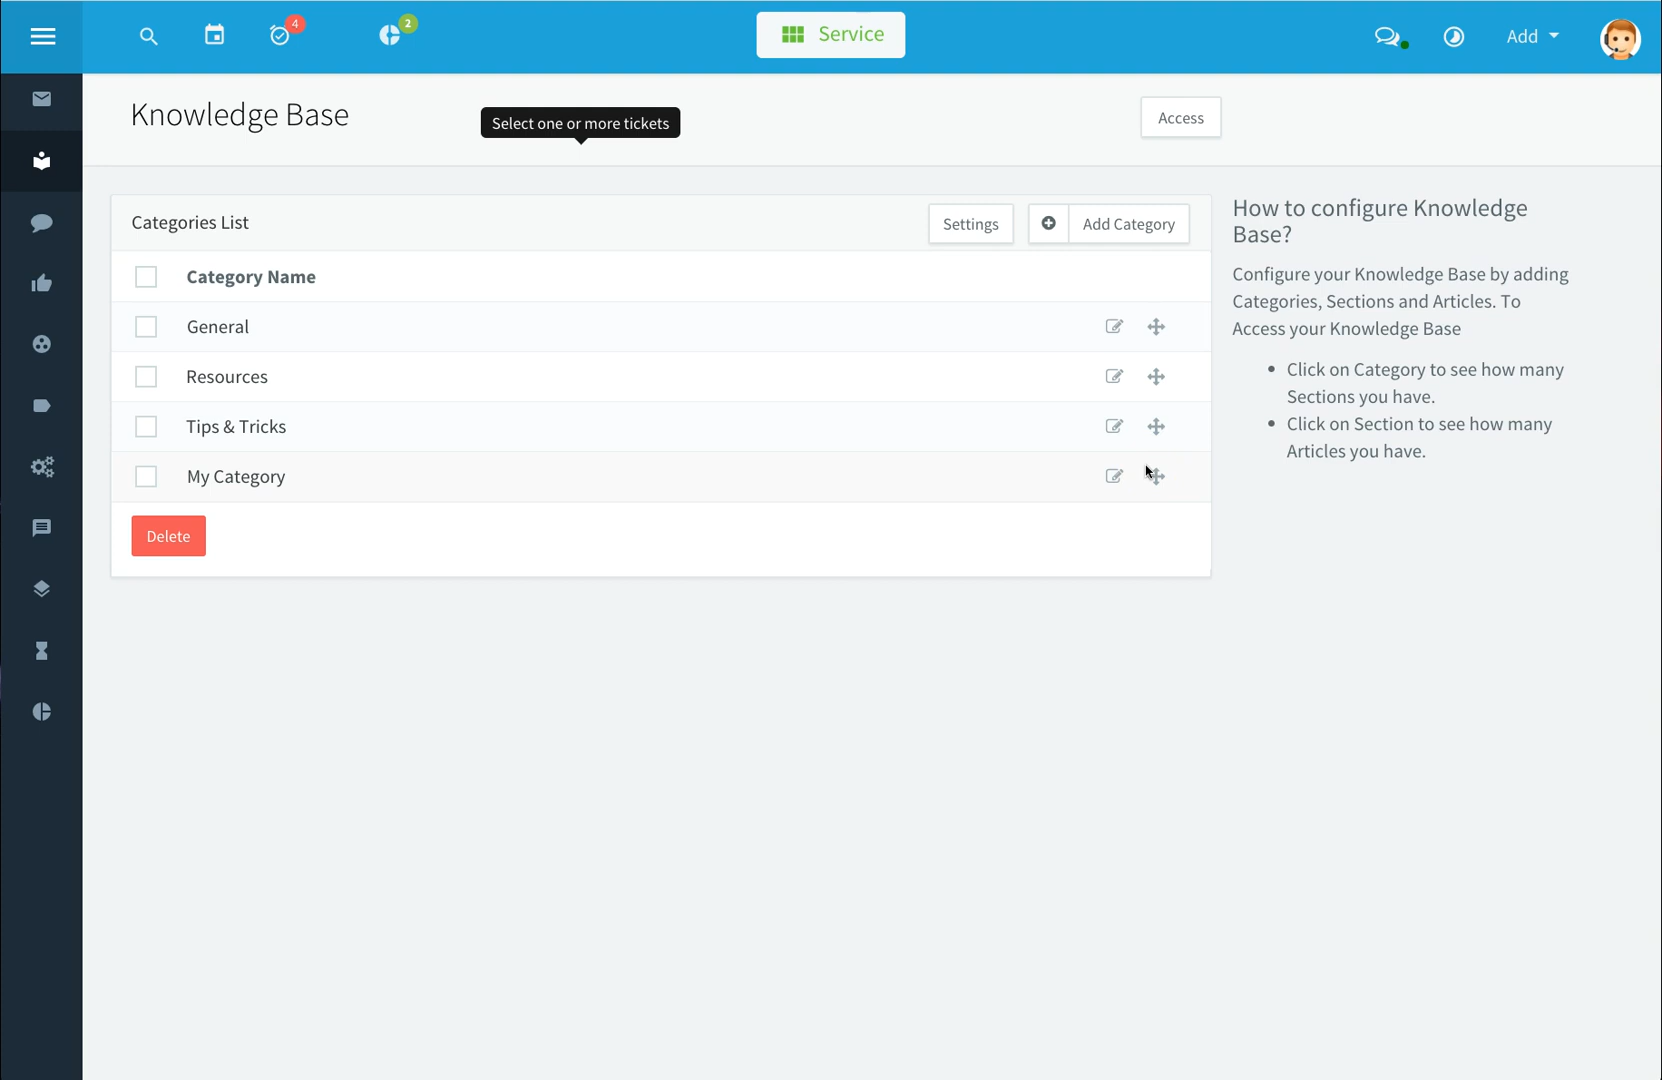 4
2
Service
Add
Knowledge Base
Select one or more tickets
Access
Categories List
Settings
Add Category
Category Name
General
Resources
Tips & Tricks
My Category
Delete
How to configure Knowledge
Base?
Configure your Knowledge Base by adding
Categories, Sections and Articles. To
Access your Knowledge Base
• Click on Category to see how many
Sections you have.
• Click on Section to see how many
Articles you have.